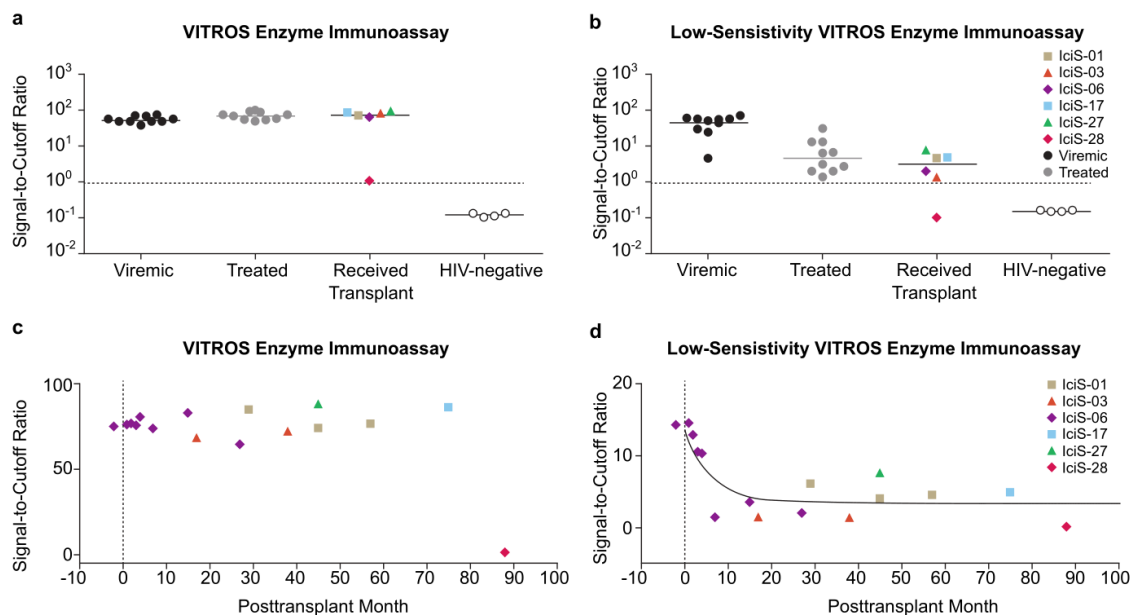 a
VITROS Enzyme Immunoassay
Signal-to-Cutoff Ratio
10³
10²
10¹
10⁰
10⁻¹
10⁻²
Viremic Treated Received HIV-negative
Transplant
b
Low-Sensistivity VITROS Enzyme Immunoassay
Signal-to-Cutoff Ratio
10³
10²
10¹
10⁰
10⁻¹
10⁻²
IciS-01
IciS-03
IciS-06
IciS-17
IciS-27
IciS-28
Viremic
Treated
Viremic Treated Received HIV-negative
Transplant
c
VITROS Enzyme Immunoassay
Signal-to-Cutoff Ratio
100
50
0
-10 0 10 20 30 40 50 60 70 80 90 100
Posttransplant Month
d
Low-Sensistivity VITROS Enzyme Immunoassay
Signal-to-Cutoff Ratio
20
10
0
IciS-01
IciS-03
IciS-06
IciS-17
IciS-27
IciS-28
-10 0 10 20 30 40 50 60 70 80 90 100
Posttransplant Month